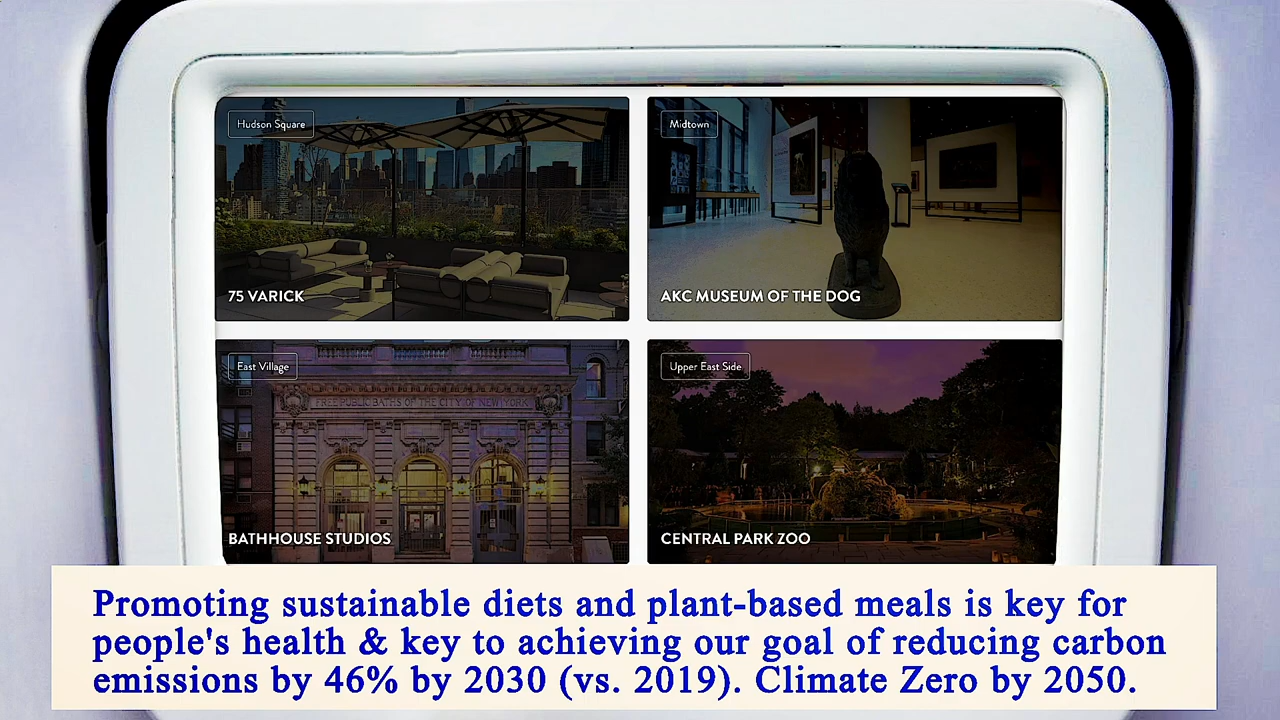 Hudson Square
Midtown
75 VARICK
AKC MUSEUM OF THE DOG
East Village
Upper East Side
FREE PUBLIC BATHS OF THE CITY OF NEW YORK
BATHHOUSE STUDIOS
CENTRAL PARK ZOO
Promoting sustainable diets and plant-based meals is key for
people's health & key to achieving our goal of reducing carbon
emissions by 46% by 2030 (vs. 2019). Climate Zero by 2050.